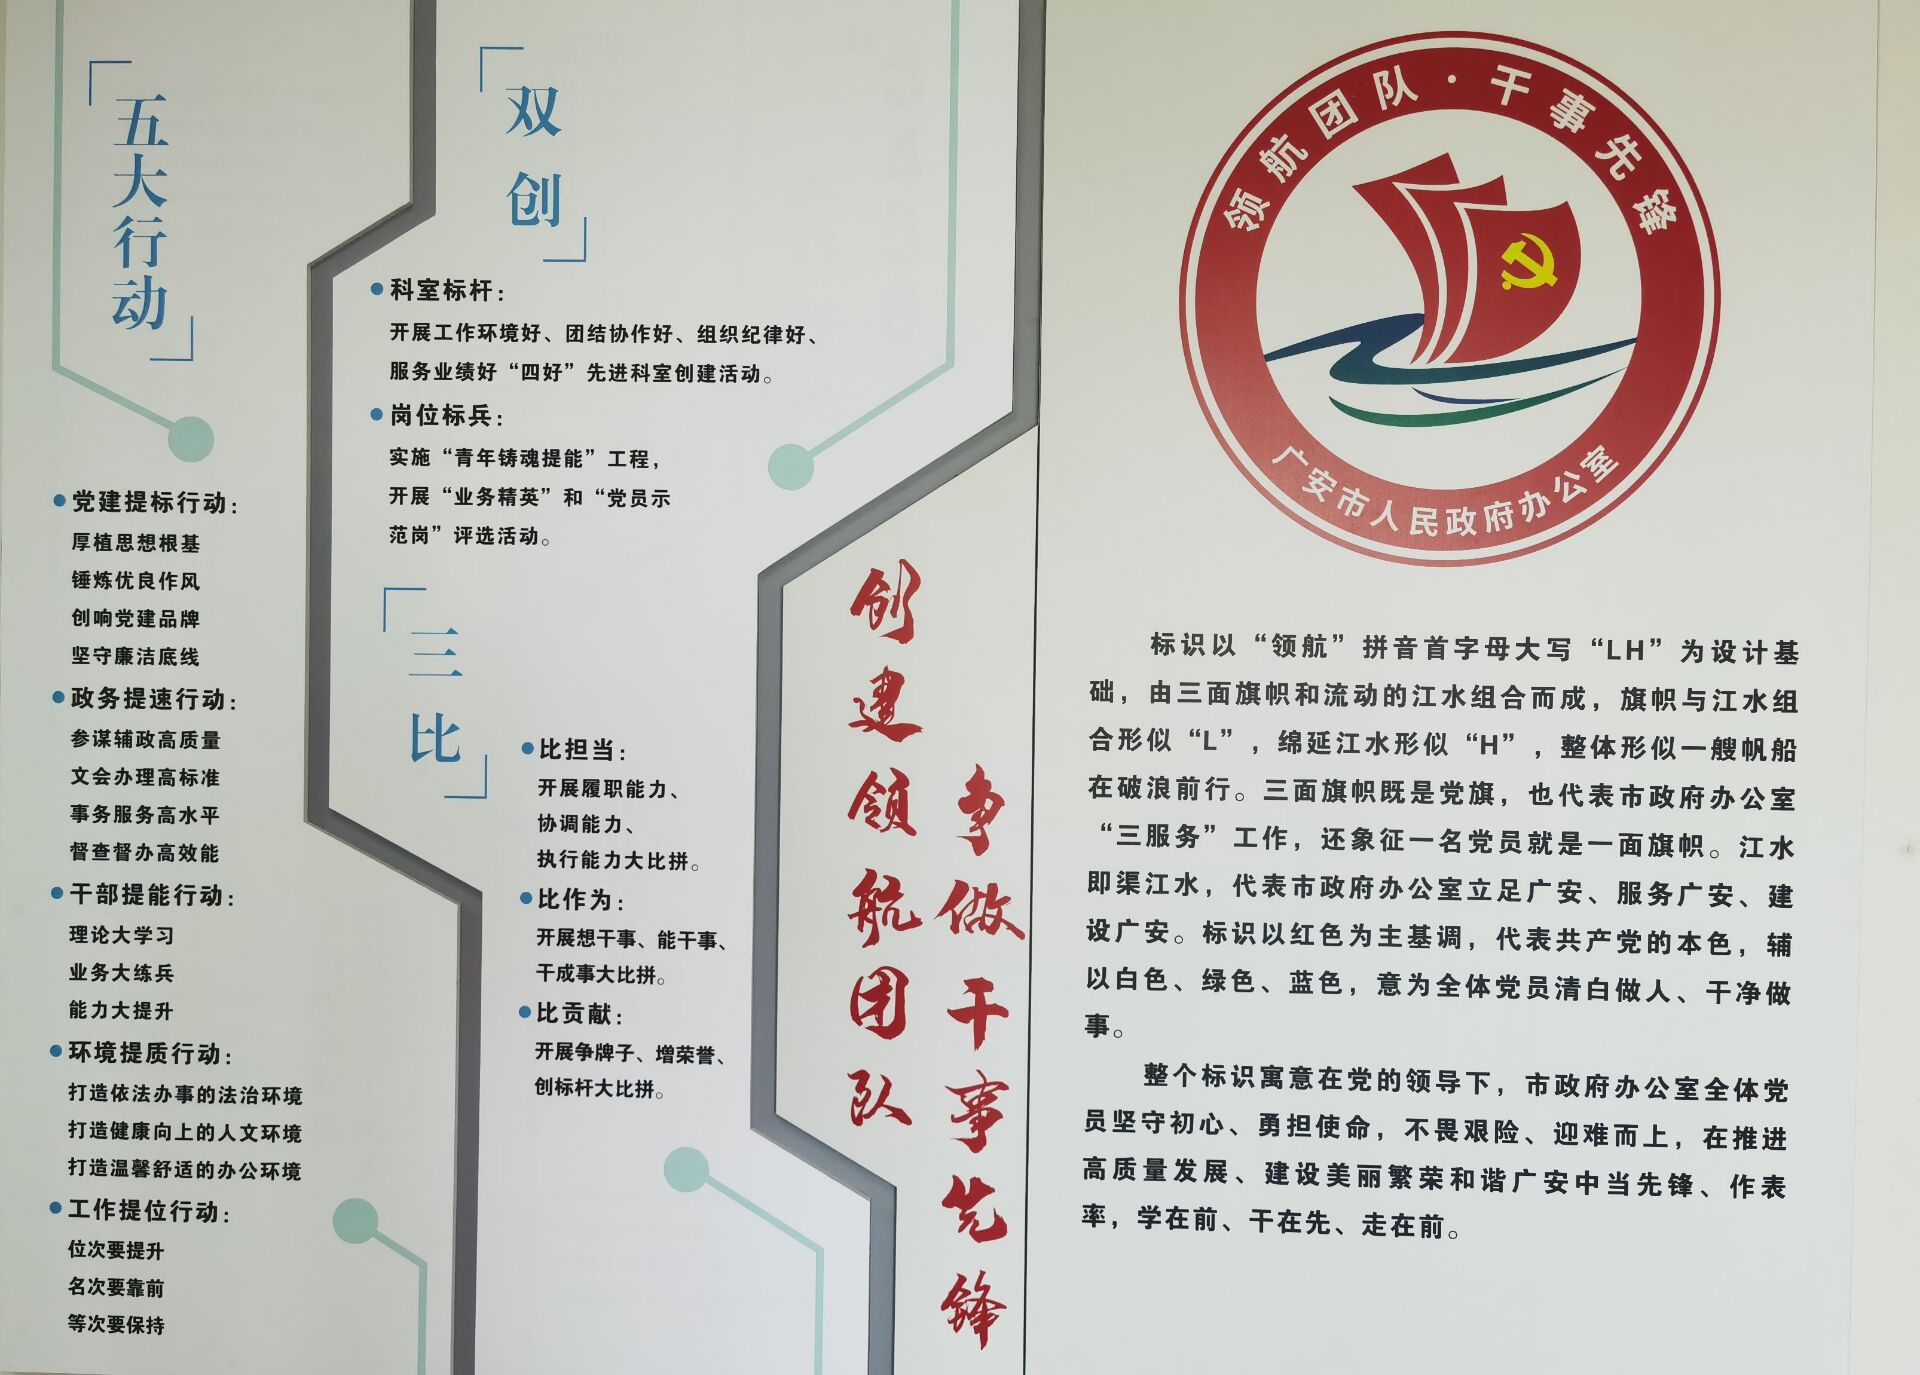 五大行动
党建提标行动：
厚植思想根基
锤炼优良作风
创响党建品牌
坚守廉洁底线
政务提速行动：
参谋辅政高质量
文会办理高标准
事务服务高水平
督查督办高效能
干部提能行动：
理论大学习
业务大练兵
能力大提升
环境提质行动：
打造依法办事的法治环境
打造健康向上的人文环境
打造温馨舒适的办公环境
工作提位行动：
位次要提升
名次要靠前
等次要保持
双创
科室标杆：
开展工作环境好、团结协作好、组织纪律好、
服务业绩好“四好”先进科室创建活动。
岗位标兵：
实施“青年铸魂提能”工程，
开展“业务精英”和“党员示
范岗”评选活动。
三比
比担当：
开展履职能力、
协调能力、
执行能力大比拼。
比作为：
开展想干事、能干事、
干成事大比拼。
比贡献：
开展争牌子、增荣誉、
创标杆大比拼。
创建领航团队
争做干事先锋
领航团队·干事先锋
广安市人民政府办公室
标识以“领航”拼音首字母大写“LH”为设计基
础，由三面旗帜和流动的江水组合而成，旗帜与江水组
合形似“L”，绵延江水形似“H”，整体形似一艘帆船
在破浪前行。三面旗帜既是党旗，也代表市政府办公室
“三服务”工作，还象征一名党员就是一面旗帜。江水
即渠江水，代表市政府办公室立足广安、服务广安、建
设广安。标识以红色为主基调，代表共产党的本色，辅
以白色、绿色、蓝色，意为全体党员清白做人、干净做
事。
整个标识寓意在党的领导下，市政府办公室全体党
员坚守初心、勇担使命，不畏艰险、迎难而上，在推进
高质量发展、建设美丽繁荣和谐广安中当先锋、作表
率，学在前、干在先、走在前。